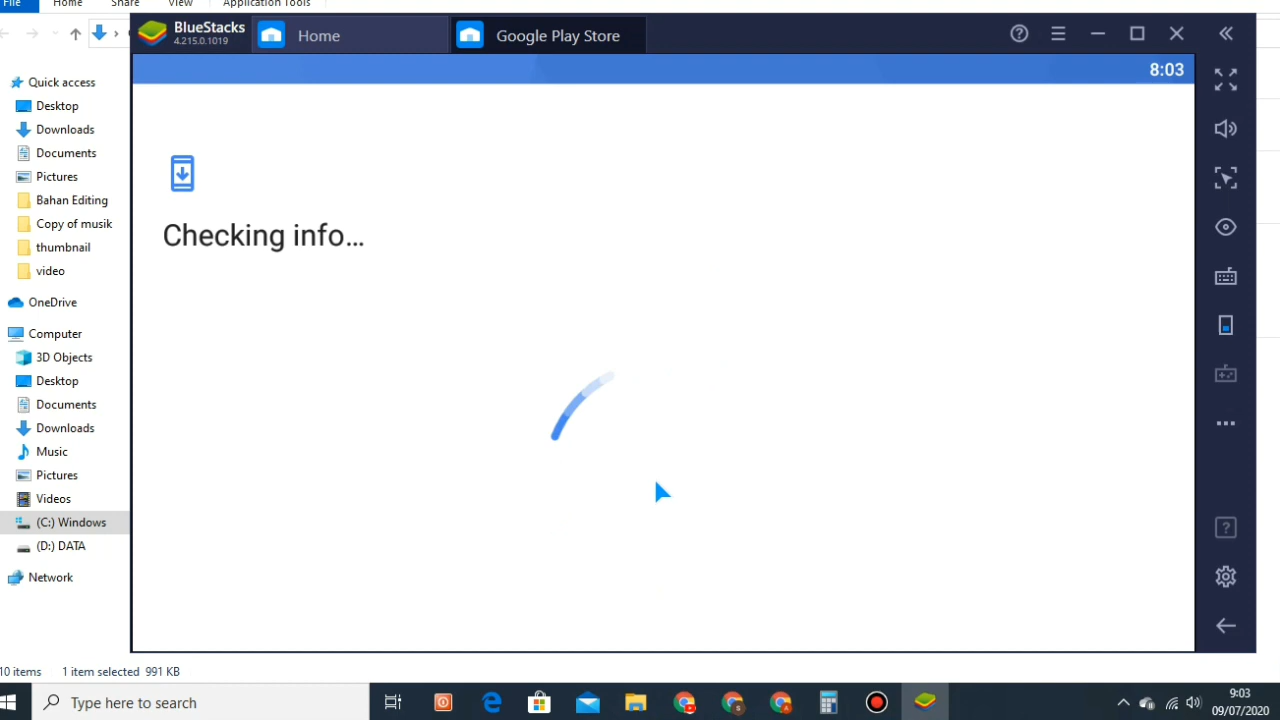 File
Home
Share
View
Application Tools
BlueStacks
4.215.0.1019
Home
Google Play Store
8:03
Checking info...
Quick access
Desktop
Downloads
Documents
Pictures
Bahan Editing
Copy of musik
thumbnail
video
OneDrive
Computer
3D Objects
Desktop
Documents
Downloads
Music
Pictures
Videos
(C:) Windows
(D:) DATA
Network
10 items
1 item selected 991 KB
Type here to search
9:03
09/07/2020